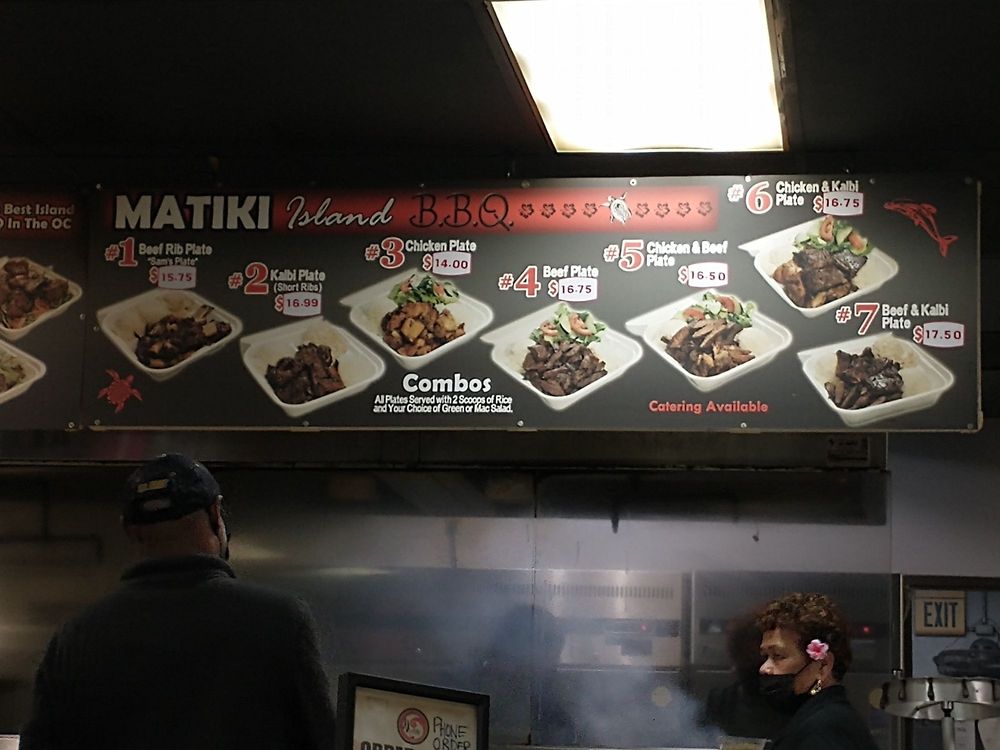 Best Island
In The OC
MATIKI Island B.B.Q.
#1 Beef Rib Plate
"Sam's Plate"
$15.75
#2 Kalbi Plate
(Short Ribs)
$16.99
#3 Chicken Plate
$14.00
#4 Beef Plate
$16.75
#5 Chicken & Beef
Plate
$16.50
#6 Chicken & Kalbi
Plate $16.75
#7 Beef & Kalbi
Plate $17.50
Combos
All Plates Served with 2 Scoops of Rice
and Your Choice of Green or Mac Salad.
Catering Available
EXIT
PHONE
ORDER